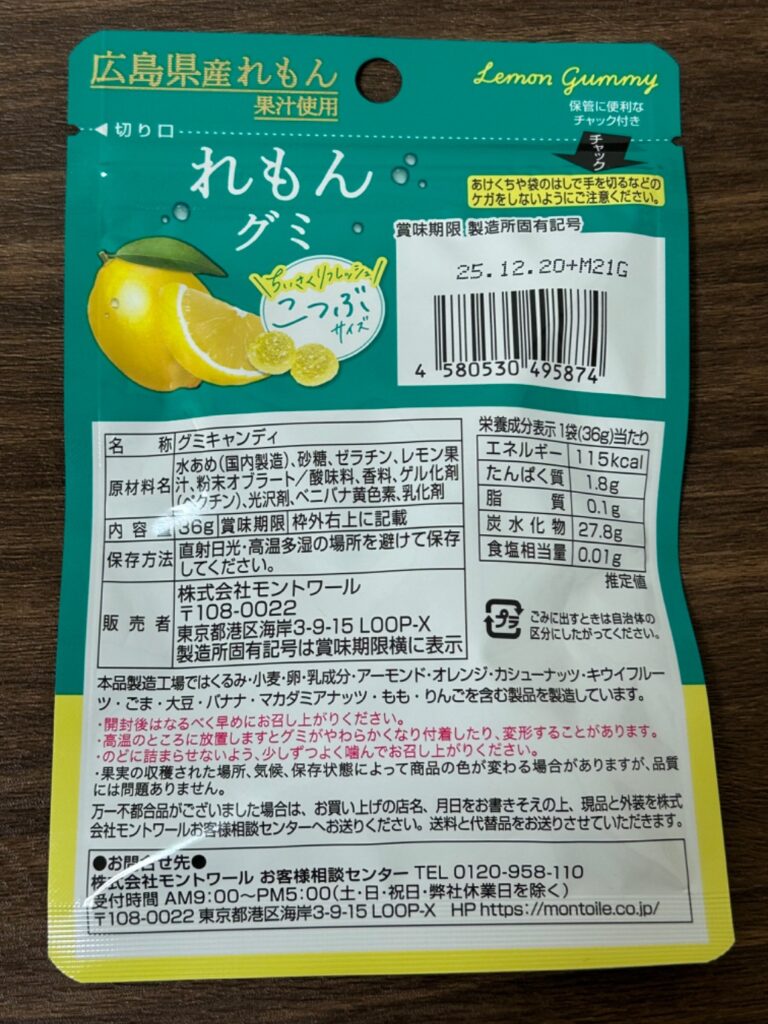 広島県産れもん
果汁使用
Lemon Gummy
保管に便利な
チャック付き
◀切り口
チャック
れもん
グミ
あけくちや袋のはしで手を切るなどの
ケガをしないようにご注意ください。
賞味期限 製造所固有記号
25.12.20+M21G
4 580530 495874
ちいさくリフレッシュ
こつぶ
サイズ
名 称 グミキャンディ
原材料名 水あめ(国内製造)、砂糖、ゼラチン、レモン果
汁、粉末オブラート/酸味料、香料、ゲル化剤
(ペクチン)、光沢剤、ベニバナ黄色素、乳化剤
内容量 36g 賞味期限 枠外右上に記載
保存方法 直射日光・高温多湿の場所を避けて保存
してください。
販売者 株式会社モントワール
〒108-0022
東京都港区海岸3-9-15 LOOP-X
製造所固有記号は賞味期限横に表示
栄養成分表示 1袋(36g)当たり
エネルギー 115kcal
たんぱく質 1.8g
脂質 0.1g
炭水化物 27.8g
食塩相当量 0.01g
推定値
プラ
ごみに出すときは自治体の
区分にしたがってください。
本品製造工場ではくるみ・小麦・卵・乳成分・アーモンド・オレンジ・カシューナッツ・キウイフルー
ツ・ごま・大豆・バナナ・マカダミアナッツ・もも・りんごを含む製品を製造しています。
・開封後はなるべく早めにお召し上がりください。
・高温のところに放置しますとグミがやわらかくなり付着したり、変形することがあります。
・のどに詰まらせないよう、少しずつよく噛んでお召し上がりください。
・果実の収穫された場所、気候、保存状態によって商品の色が変わる場合がありますが、品質
には問題ありません。
万一不都合品がございました場合は、お買い上げの店名、月日をお書きそえの上、現品と外装を株式
会社モントワールお客様相談センターへお送りください。送料と代替品をお送りさせていただきます。
●お問合せ先●
株式会社モントワール お客様相談センター TEL 0120-958-110
受付時間 AM9:00〜PM5:00(土・日・祝日・弊社休業日を除く)
〒108-0022 東京都港区海岸3-9-15 LOOP-X HP https://montoile.co.jp/